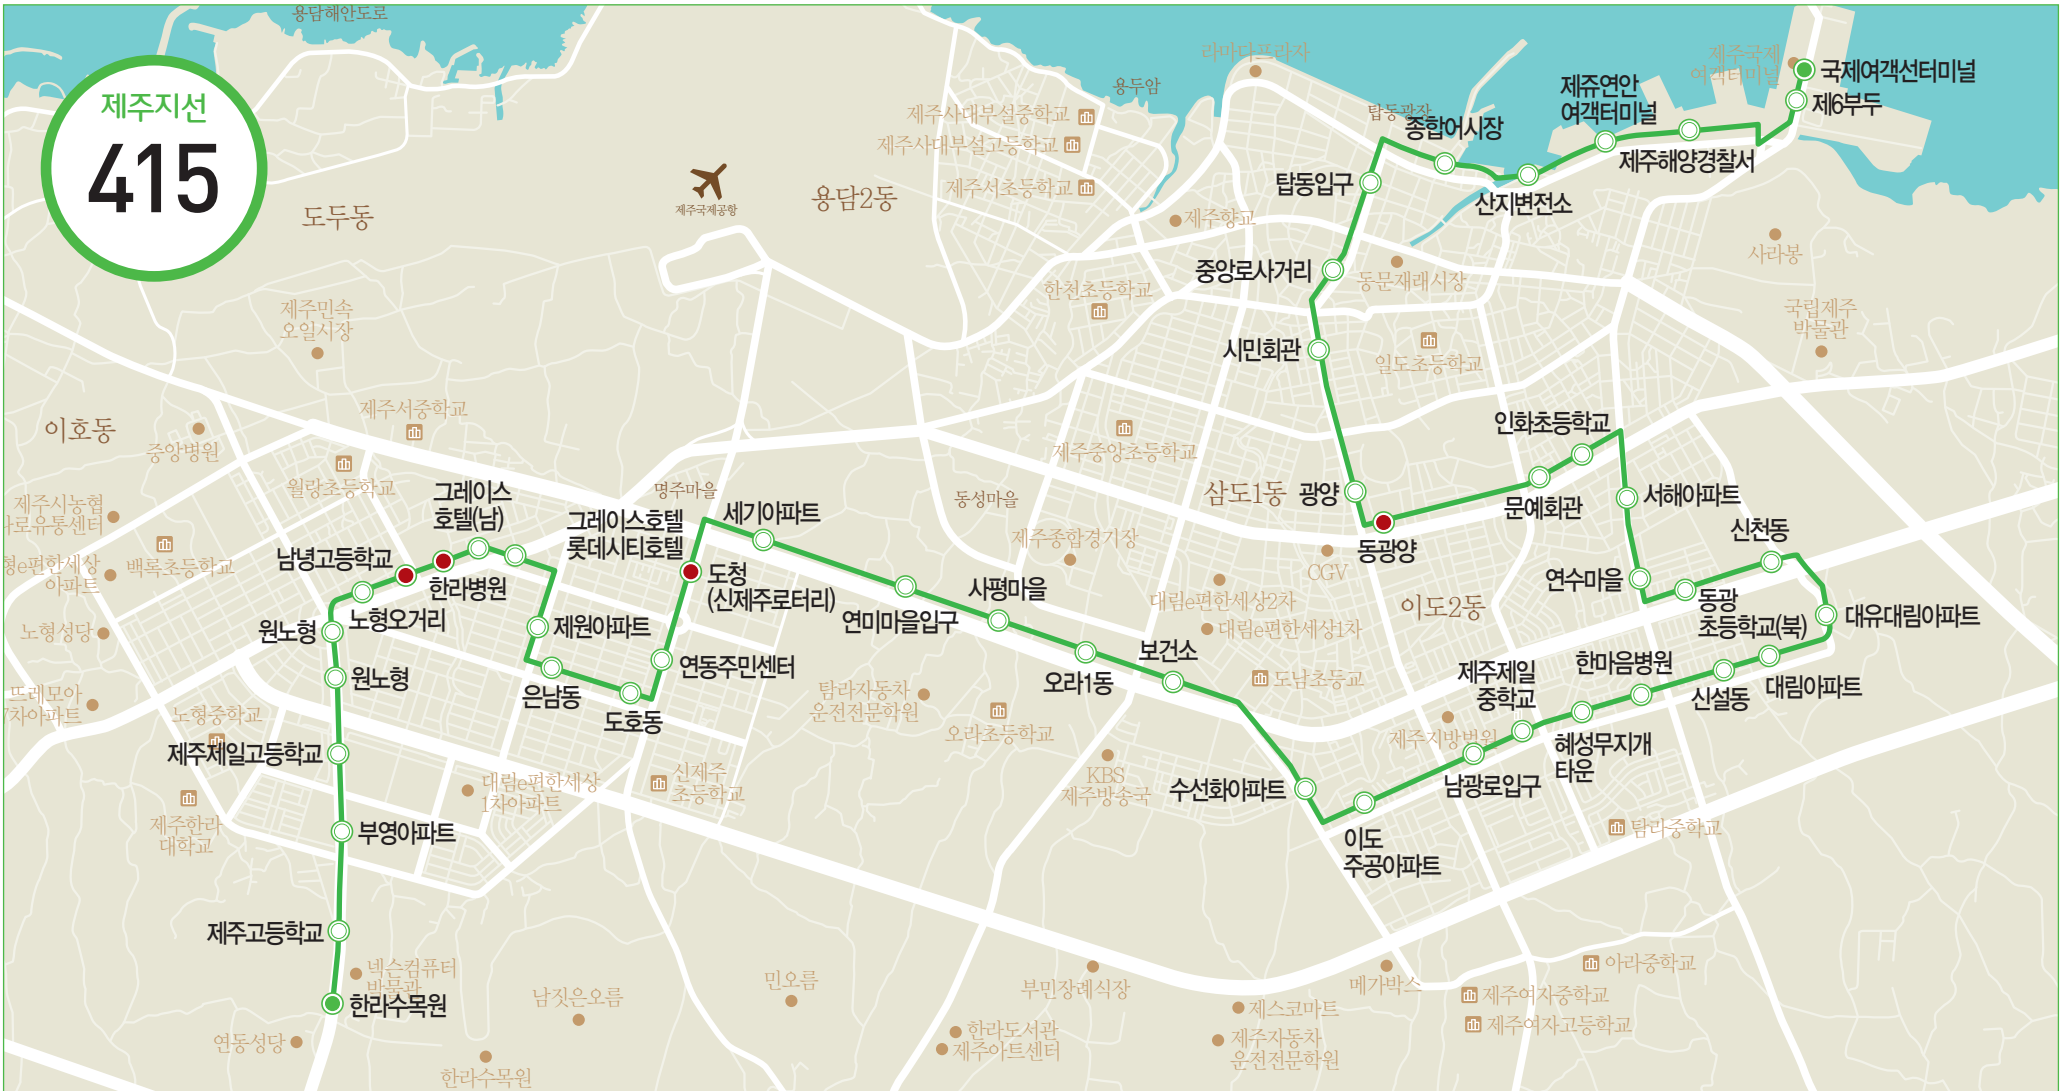 용담해안도로
제주지선
415
도두동
제주국제공항
용담2동
용두암
라마다프라자
탑동광장
제주국제
여객터미널
국제여객선터미널
제6부두
제쥬연안
여객터미널
종합어시장
제주해양경찰서
산지변전소
탑동입구
제주사대부설중학교
제주사대부설고등학교
제주서초등학교
제주향교
사라봉
중앙로사거리
동문재래시장
한천초등학교
제주민속
오일시장
국립제주
박물관
시민회관
일도초등학교
이호동
제주서중학교
중앙병원
월랑초등학교
제주중앙초등학교
인화초등학교
삼도1동
광양
문예회관
서해아파트
동광양
신천동
CGV
명주마을
동성마을
제주종합경기장
제주시농협
나로유통센터
그레이스
호텔(남)
그레이스호텔
롯데시티호텔
세기아파트
남녕고등학교
한라병원
백록초등학교
형e편한세상
아파트
도청
(신제주로터리)
사평마을
연미마을입구
연수마을
동광
초등학교(북)
대유대림아파트
이도2동
대림e편한세상2차
대림e편한세상1차
노형성당
원노형
노형오거리
제원아파트
연동주민센터
보건소
오라1동
도남초등교
제주제일
중학교
한마음병원
신설동
대림아파트
원노형
은남동
도호동
뜨레모아
7차아파트
노형중학교
탐라자동차
운전전문학원
오라초등학교
제주지방법원
혜성무지개
타운
남광로입구
제주제일고등학교
대림e편한세상
1차아파트
신제주
초등학교
KBS
제주방송국
수선화아파트
이도
주공아파트
탐라중학교
제주한라
대학교
부영아파트
제주고등학교
넥슨컴퓨터
박물관
한라수목원
남짓은오름
민오름
부민장례식장
메가박스
아라중학교
제주여자중학교
제주여자고등학교
제스코마트
제주자동차
운전전문학원
한라도서관
제주아트센터
연동성당
한라수목원